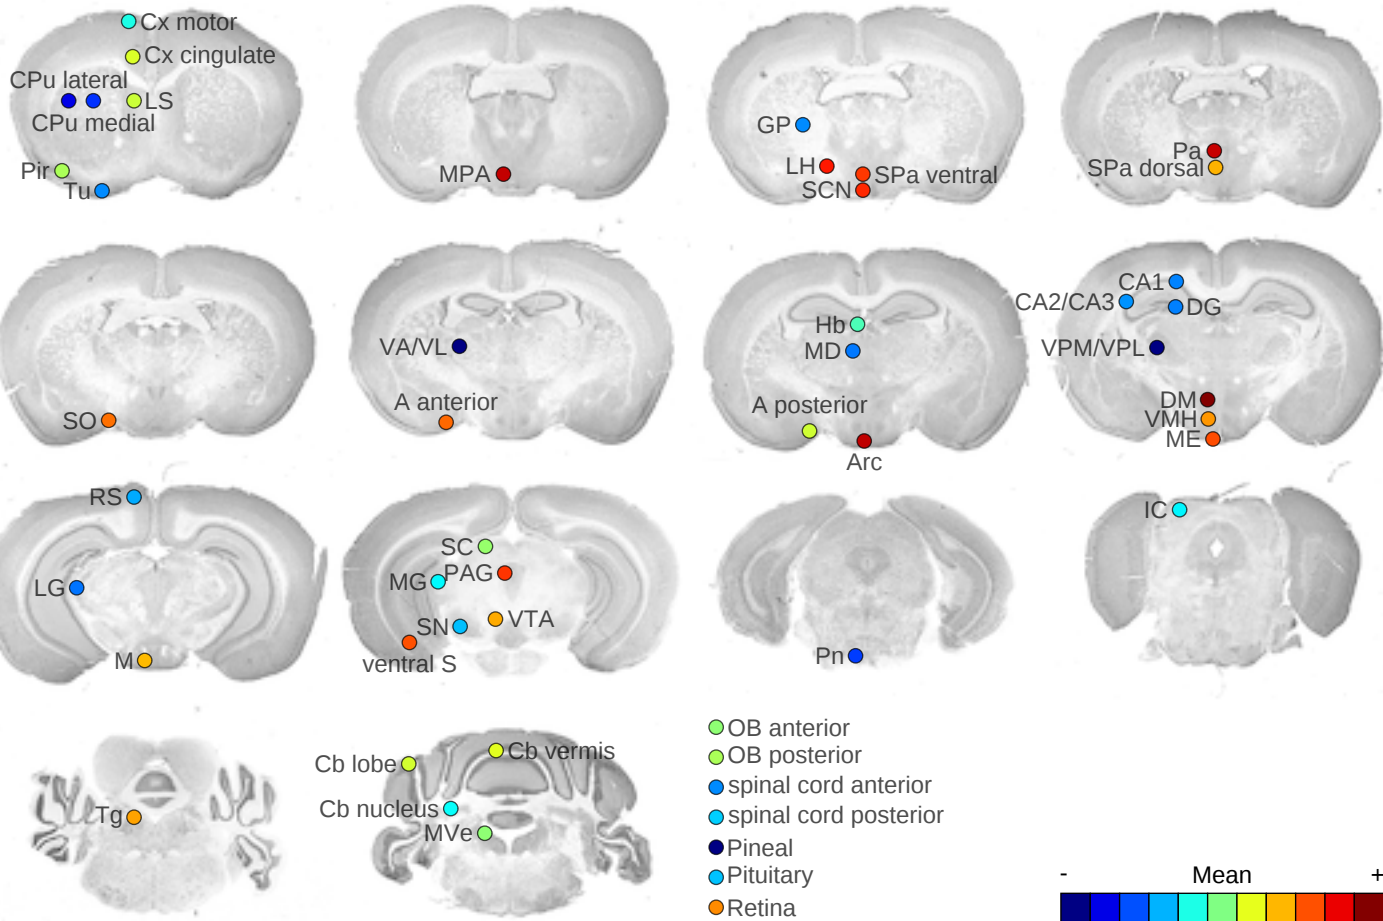 Cx motor
Cx cingulate
CPu lateral
LS
CPu medial
Pir
Tu
MPA
GP
LH
SPa ventral
SCN
Pa
SPa dorsal
SO
VA/VL
A anterior
Hb
MD
A posterior
Arc
CA1
CA2/CA3
DG
VPM/VPL
DM
VMH
ME
RS
LG
M
SC
MG
PAG
SN
VTA
ventral S
Pn
IC
Tg
Cb lobe
Cb vermis
Cb nucleus
MVe
OB anterior
OB posterior
spinal cord anterior
spinal cord posterior
Pineal
Pituitary
Retina
- Mean +